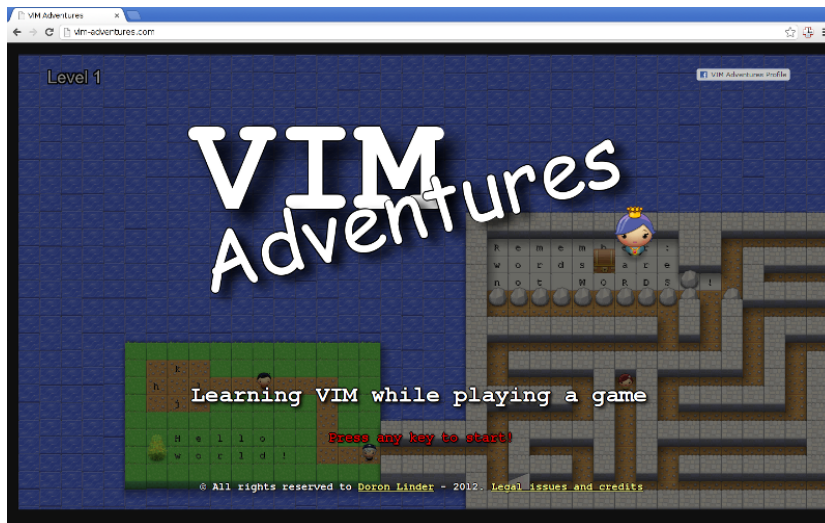 VIM Adventures
vim-adventures.com
Level 1
VIM Adventures Profile
VIM
Adventures
R e m e m b r :
w o r d s a r e
n o t W O R D S !
k
h
j
Learning VIM while playing a game
H e l l o
Press any key to start!
w o r l d !
© All rights reserved to Doron Linder - 2012. Legal issues and credits